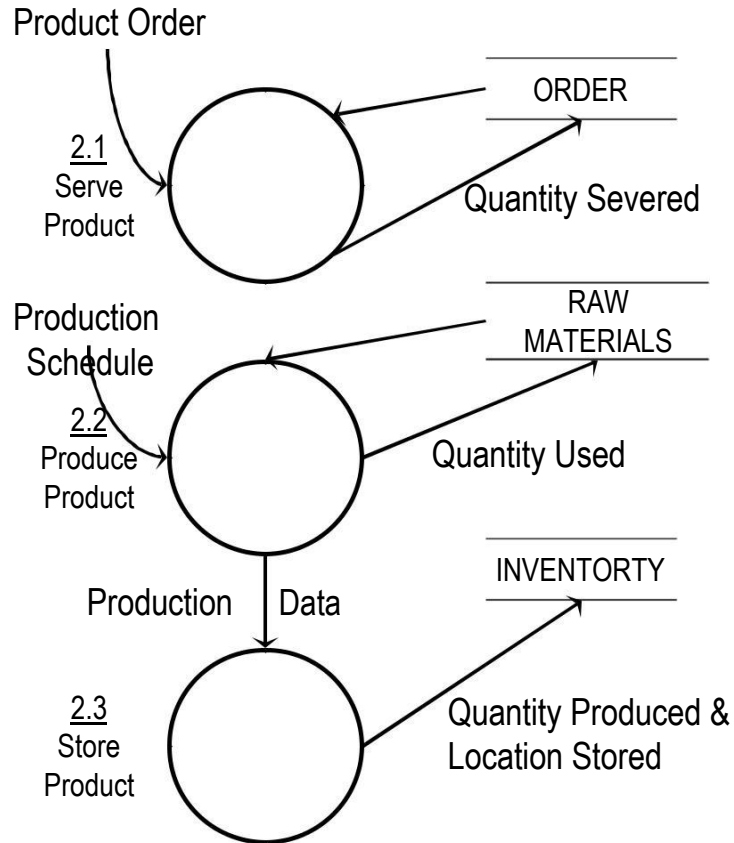 Product Order
ORDER
2.1
Serve
Product
Quantity Severed
RAW
MATERIALS
Production
Schedule
2.2
Produce
Product
Quantity Used
INVENTORTY
Production Data
2.3
Store
Product
Quantity Produced &
Location Stored